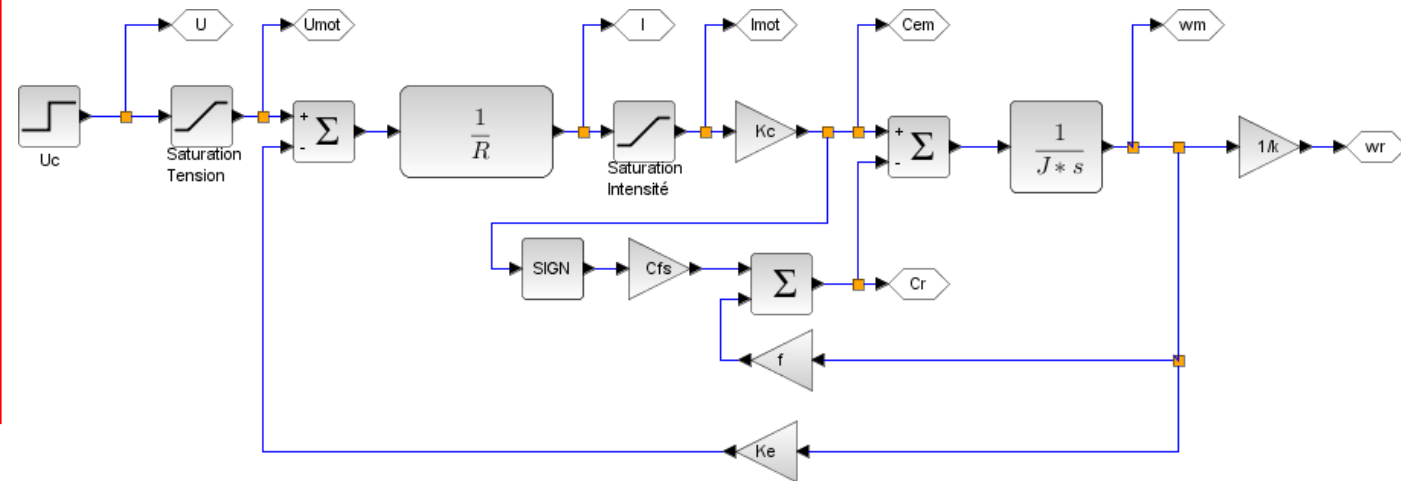 U
Umot
I
Imot
Cem
wm
Uc
Saturation
Tension
+
-
Σ
1
R
Saturation
Intensité
Kc
+
-
Σ
1
J * s
1/k
wr
SIGN
Cfs
Σ
Cr
f
Ke